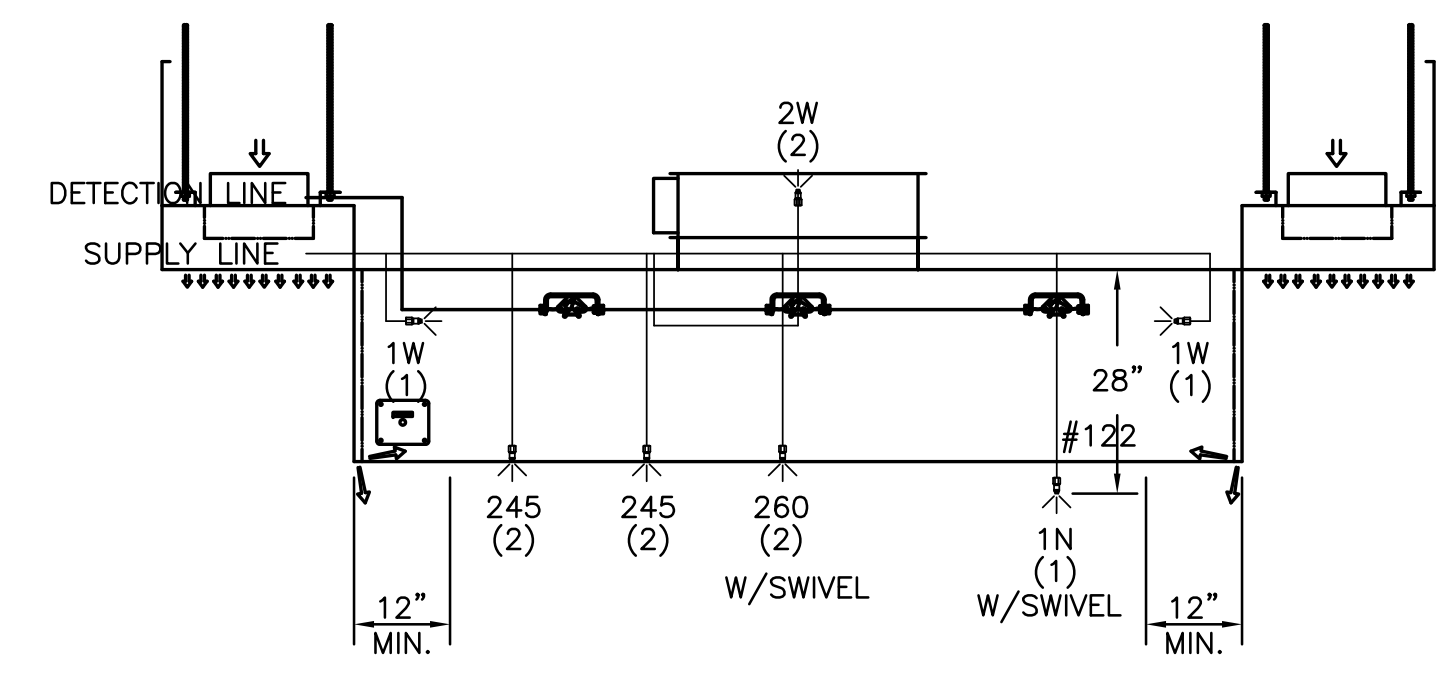 2W
(2)
DETECTION LINE
SUPPLY LINE
1W
(1)
1W
(1)
28”
#122
245
(2)
245
(2)
260
(2)
W/SWIVEL
1N
(1)
W/SWIVEL
12”
MIN.
12”
MIN.